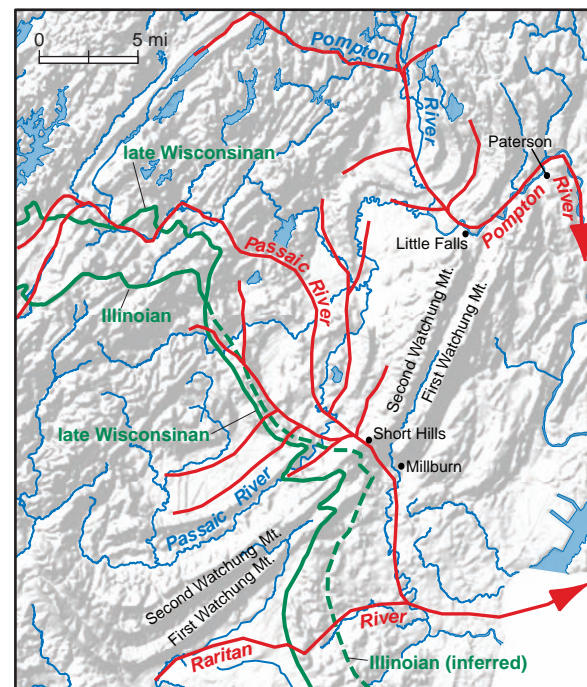 0 5 mi
Pompton
River
late Wisconsinan
Paterson
Pompton
River
Little Falls
Passaic River
Illinoian
Second Watchung Mt.
First Watchung Mt.
late Wisconsinan
Short Hills
Millburn
Passaic River
Second Watchung Mt.
First Watchung Mt.
Raritan
River
Illinoian (inferred)